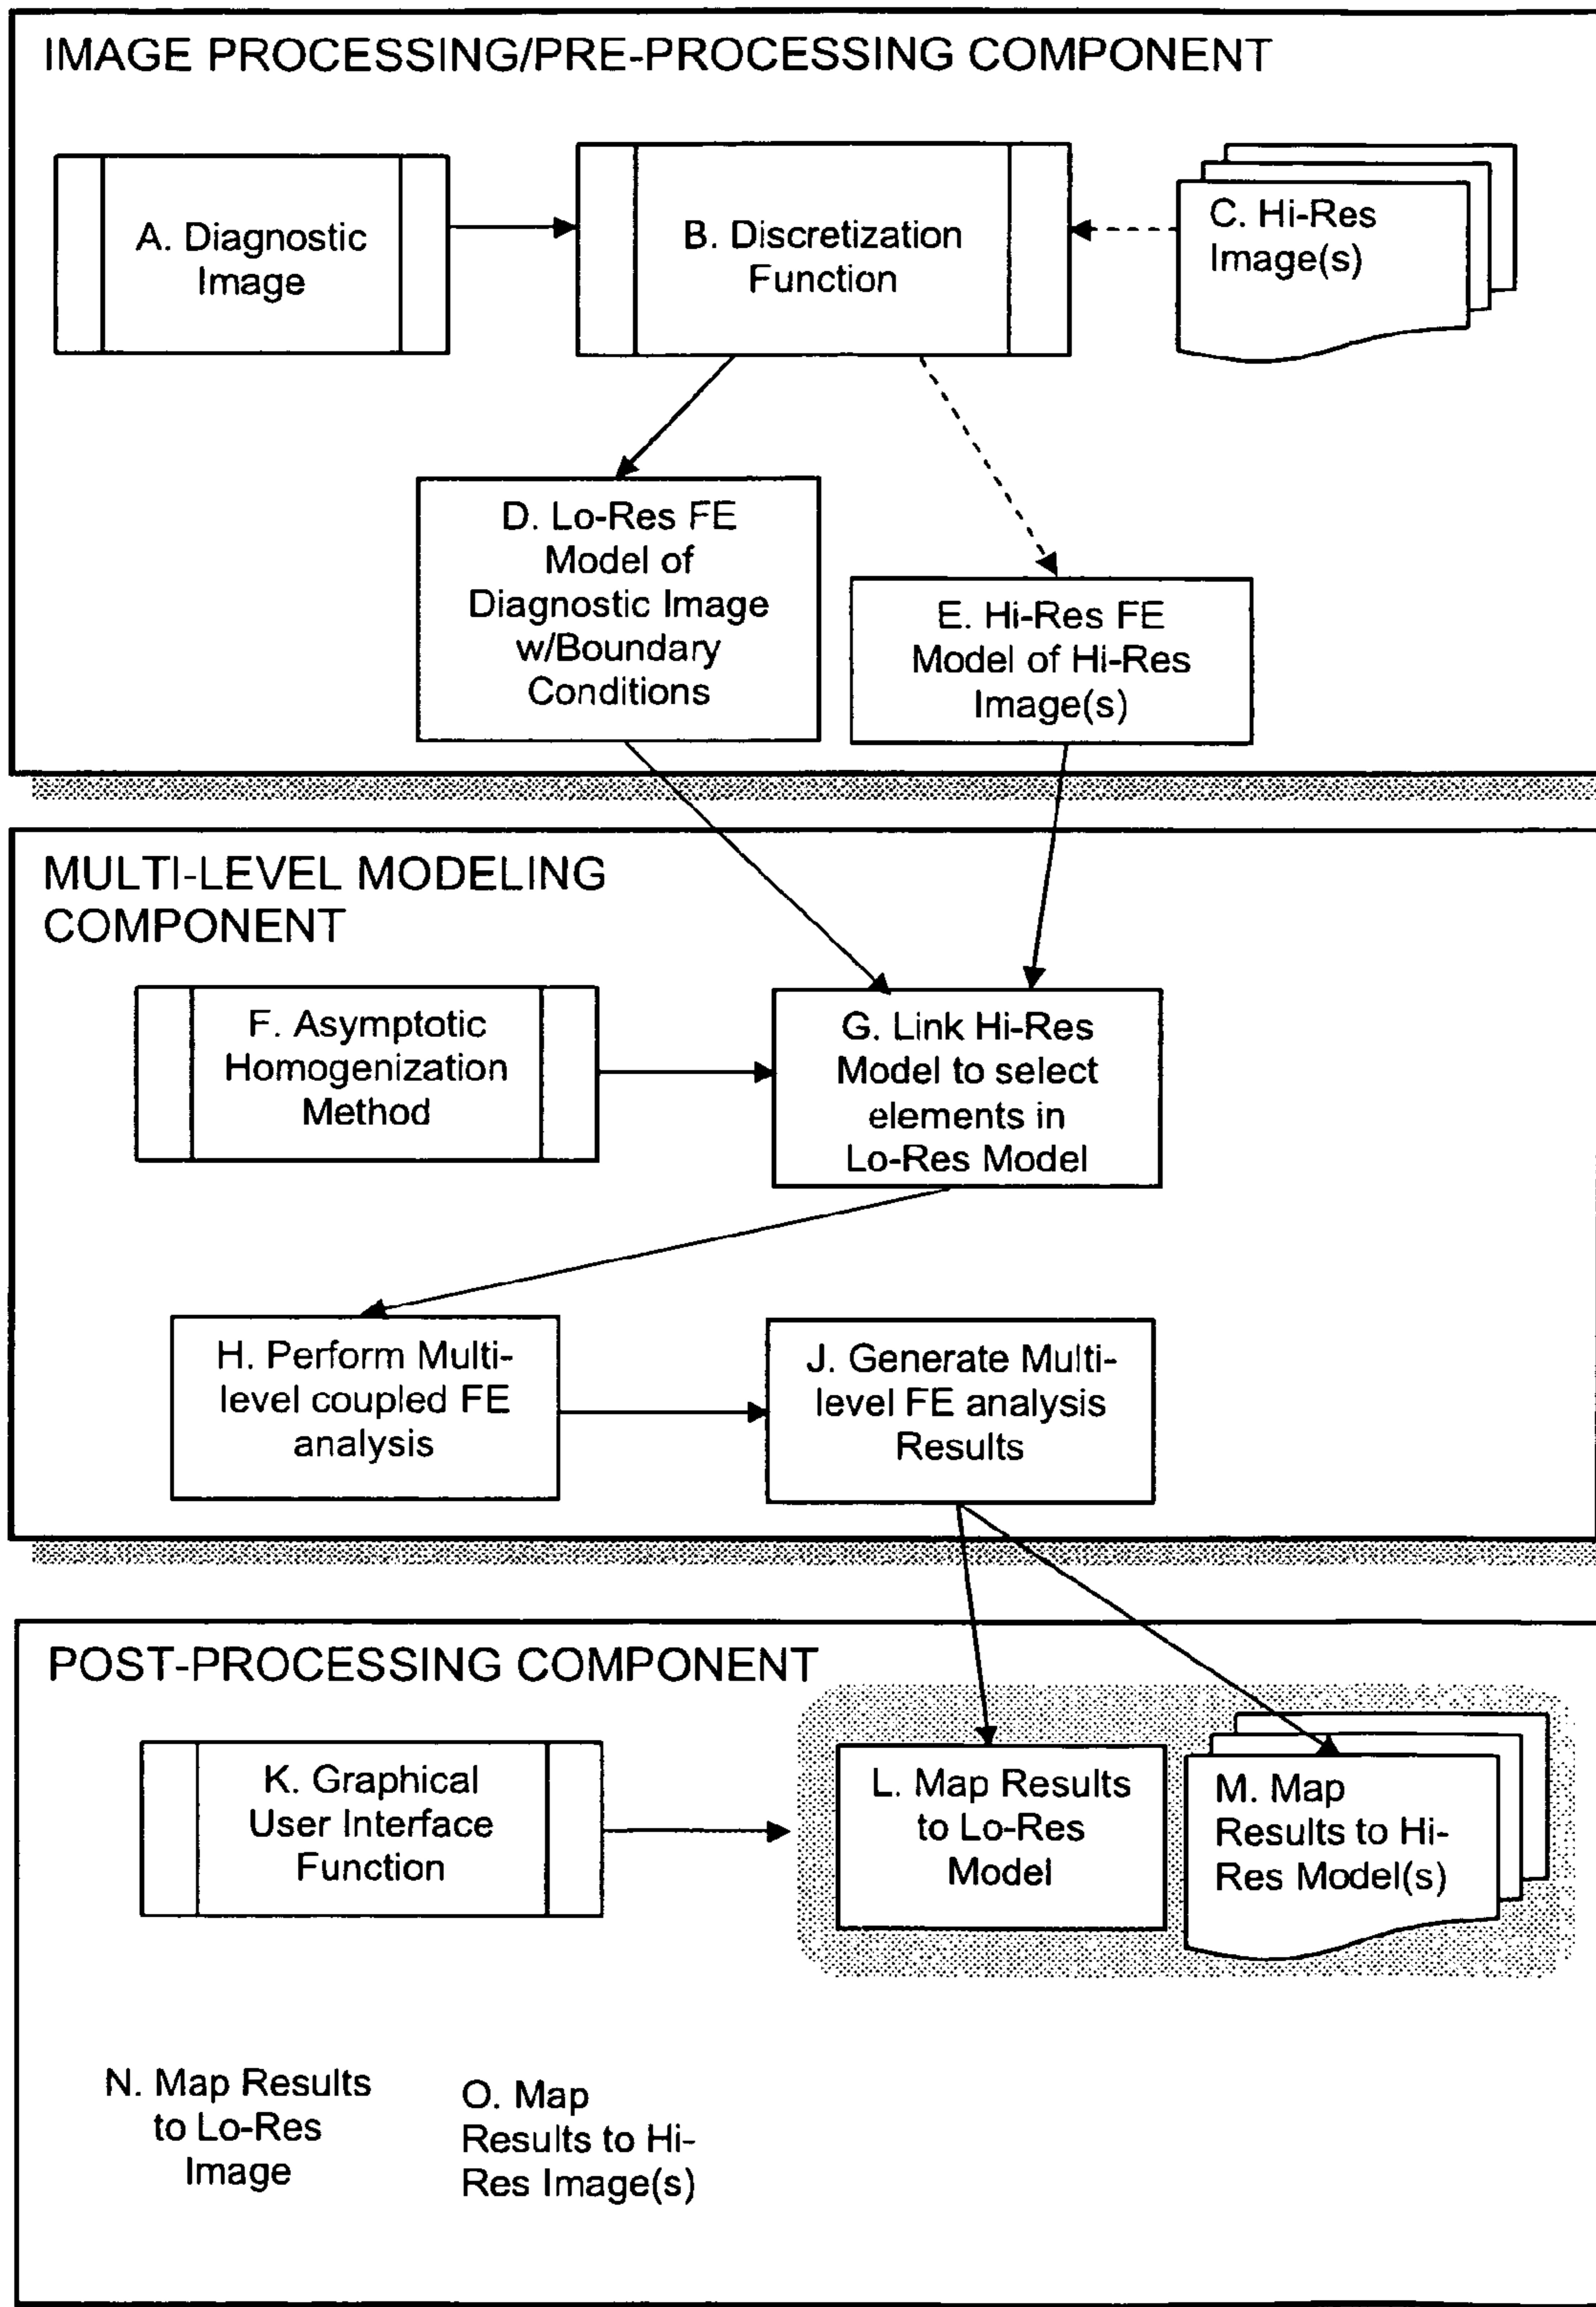 IMAGE PROCESSING/PRE-PROCESSING COMPONENT
A. Diagnostic
Image
B. Discretization
Function
C. Hi-Res
Image(s)
D. Lo-Res FE
Model of
Diagnostic Image
w/Boundary
Conditions
E. Hi-Res FE
Model of Hi-Res
Image(s)
MULTI-LEVEL MODELING
COMPONENT
F. Asymptotic
Homogenization
Method
G. Link Hi-Res
Model to select
elements in
Lo-Res Model
H. Perform Multi-
level coupled FE
analysis
J. Generate Multi-
level FE analysis
Results
POST-PROCESSING COMPONENT
K. Graphical
User Interface
Function
L. Map Results
to Lo-Res
Model
M. Map
Results to Hi-
Res Model(s)
N. Map Results
to Lo-Res
Image
O. Map
Results to Hi-
Res Image(s)